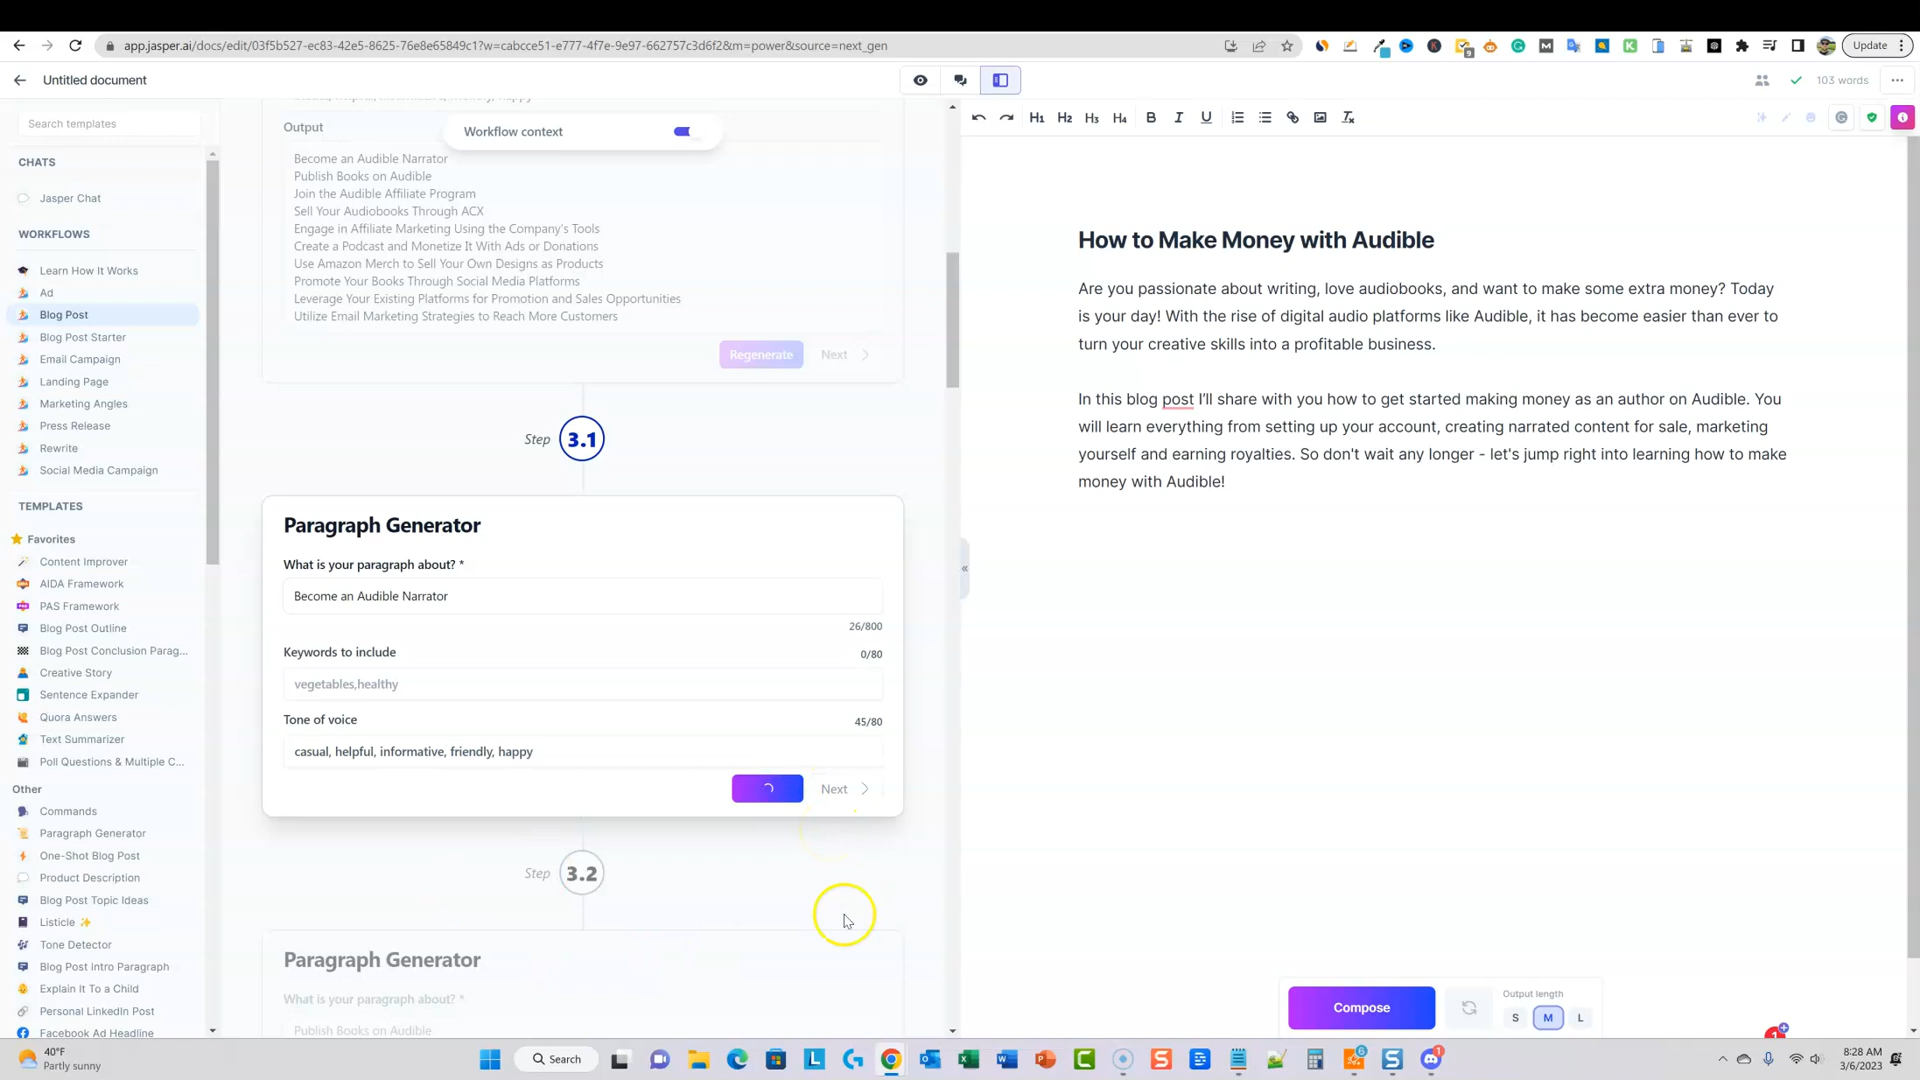 app.jasper.ai/docs/edit/03f5b527-ec83-42e5-8625-76e8e65849c1?w=cabcce51-e777-4f7e-9e97-662757c3d6f2&m=power&source=next_gen
Update
Untitled document
103 words
Search templates
CHATS
Jasper Chat
WORKFLOWS
Learn How It Works
Ad
Blog Post
Blog Post Starter
Email Campaign
Landing Page
Marketing Angles
Press Release
Rewrite
Social Media Campaign
TEMPLATES
Favorites
Content Improver
AIDA Framework
PAS Framework
Blog Post Outline
Blog Post Conclusion Parag...
Creative Story
Sentence Expander
Quora Answers
Text Summarizer
Poll Questions & Multiple C...
Other
Commands
Paragraph Generator
One-Shot Blog Post
Product Description
Blog Post Topic Ideas
Listicle ✨
Tone Detector
Blog Post Intro Paragraph
Explain It To a Child
Personal LinkedIn Post
Facebook Ad Headline
Output
Workflow context
Become an Audible Narrator
Publish Books on Audible
Join the Audible Affiliate Program
Sell Your Audiobooks Through ACX
Engage in Affiliate Marketing Using the Company's Tools
Create a Podcast and Monetize It With Ads or Donations
Use Amazon Merch to Sell Your Own Designs as Products
Promote Your Books Through Social Media Platforms
Leverage Your Existing Platforms for Promotion and Sales Opportunities
Utilize Email Marketing Strategies to Reach More Customers
Regenerate
Next
Step 3.1
Paragraph Generator
What is your paragraph about? *
Become an Audible Narrator
26/800
Keywords to include
0/80
vegetables,healthy
Tone of voice
45/80
casual, helpful, informative, friendly, happy
Next
Step 3.2
Paragraph Generator
What is your paragraph about? *
Publish Books on Audible
H1 H2 H3 H4 B I U
How to Make Money with Audible
Are you passionate about writing, love audiobooks, and want to make some extra money? Today
is your day! With the rise of digital audio platforms like Audible, it has become easier than ever to
turn your creative skills into a profitable business.
In this blog post I'll share with you how to get started making money as an author on Audible. You
will learn everything from setting up your account, creating narrated content for sale, marketing
yourself and earning royalties. So don't wait any longer - let's jump right into learning how to make
money with Audible!
Compose
Output length
S M L
40°F
Partly sunny
Search
8:28 AM
3/6/2023